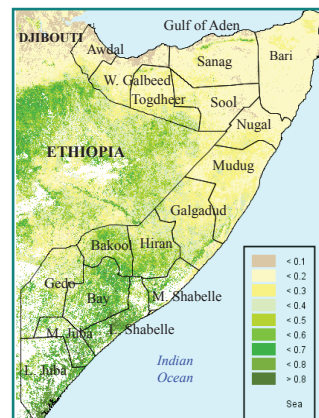 Gulf of Aden
DJIBOUTI
Awdal
Bari
Sanag
W. Galbeed
Togdheer
Sool
Nugal
ETHIOPIA
Mudug
Galgadud
Bakool
Hiran
Gedo
Bay
M. Shabelle
M. Juba
L. Shabelle
L. Juba
Indian
Ocean
< 0.1
< 0.2
< 0.3
< 0.4
< 0.5
< 0.6
< 0.7
< 0.8
> 0.8
Sea